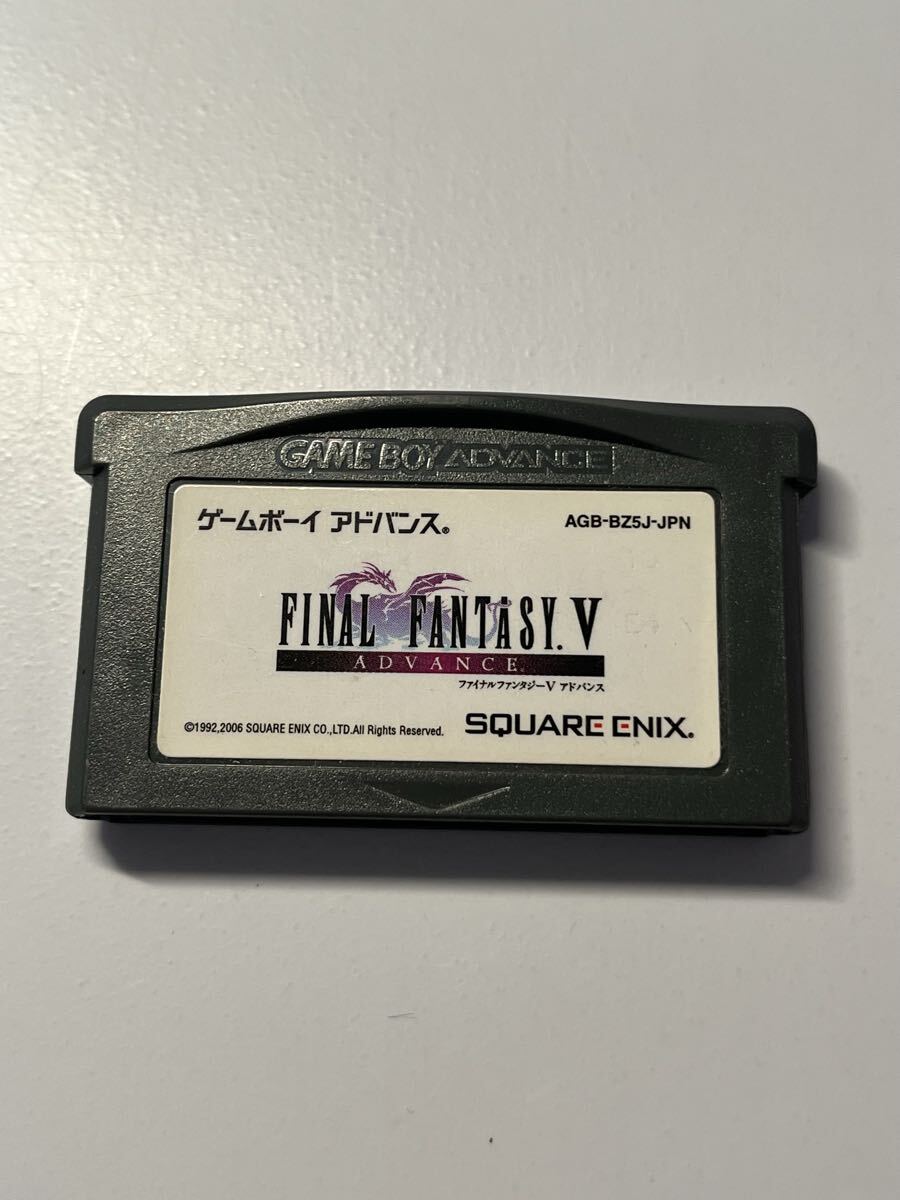 GAME BOY ADVANCE
ゲームボーイ アドバンス® AGB-BZ5J-JPN
FINAL FANTASY. V
ADVANCE.
ファイナルファンタジーV アドバンス
©1992,2006 SQUARE ENIX CO.,LTD.All Rights Reserved. SQUARE ENIX.